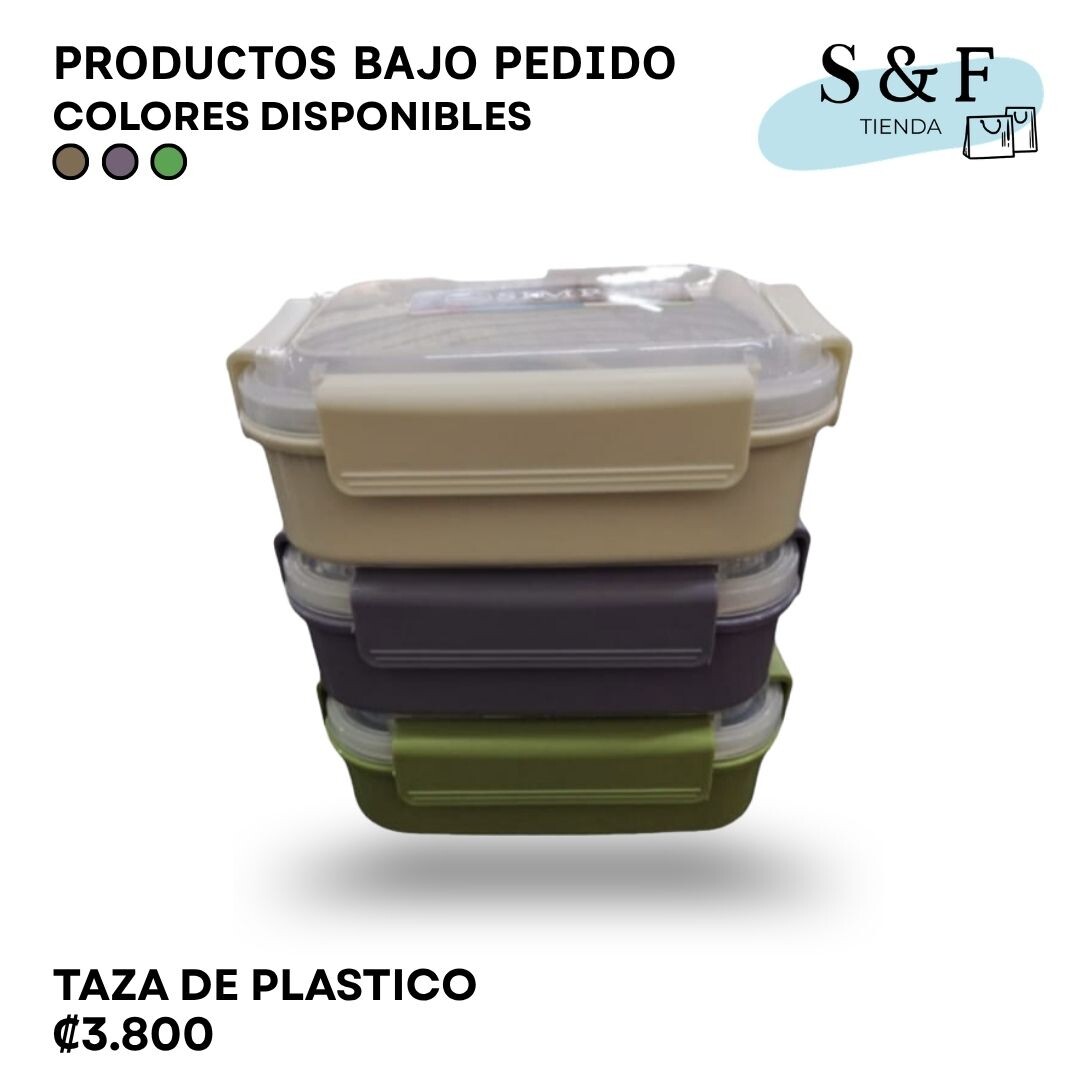 PRODUCTOS BAJO PEDIDO
COLORES DISPONIBLES
S & F
TIENDA
TAZA DE PLASTICO
₡3.800